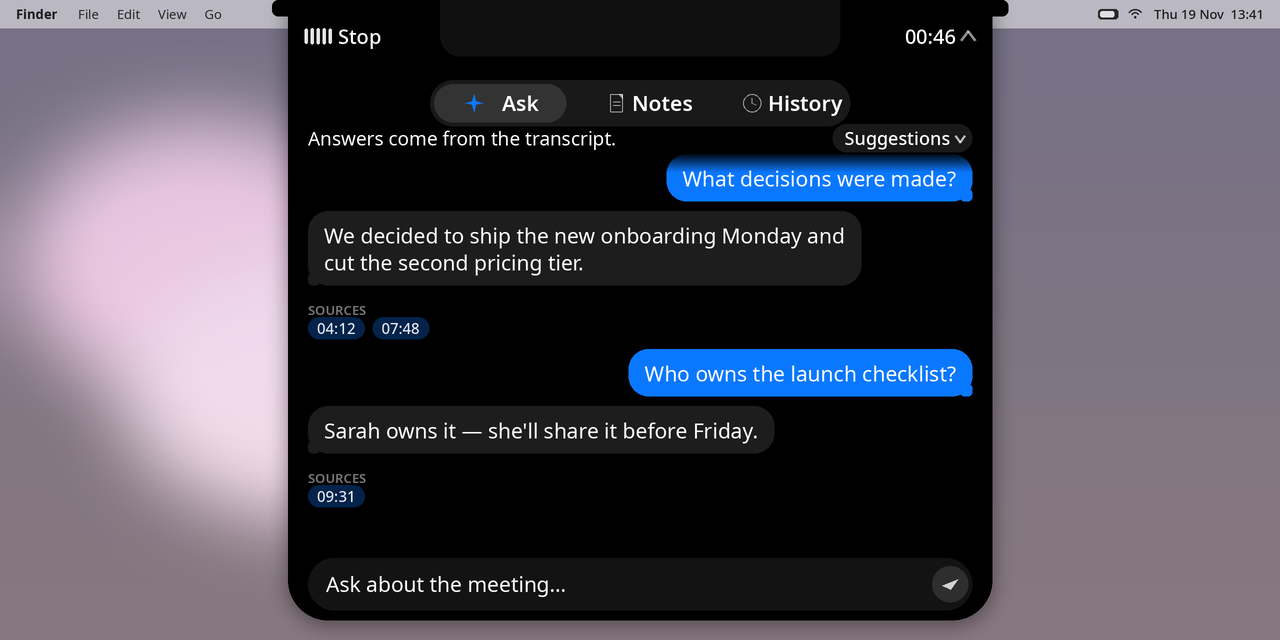 Finder File Edit View Go Thu 19 Nov 13:41
Stop 00:46
Ask Notes History
Answers come from the transcript. Suggestions
What decisions were made?
We decided to ship the new onboarding Monday and
cut the second pricing tier.
SOURCES
04:12 07:48
Who owns the launch checklist?
Sarah owns it — she'll share it before Friday.
SOURCES
09:31
Ask about the meeting...